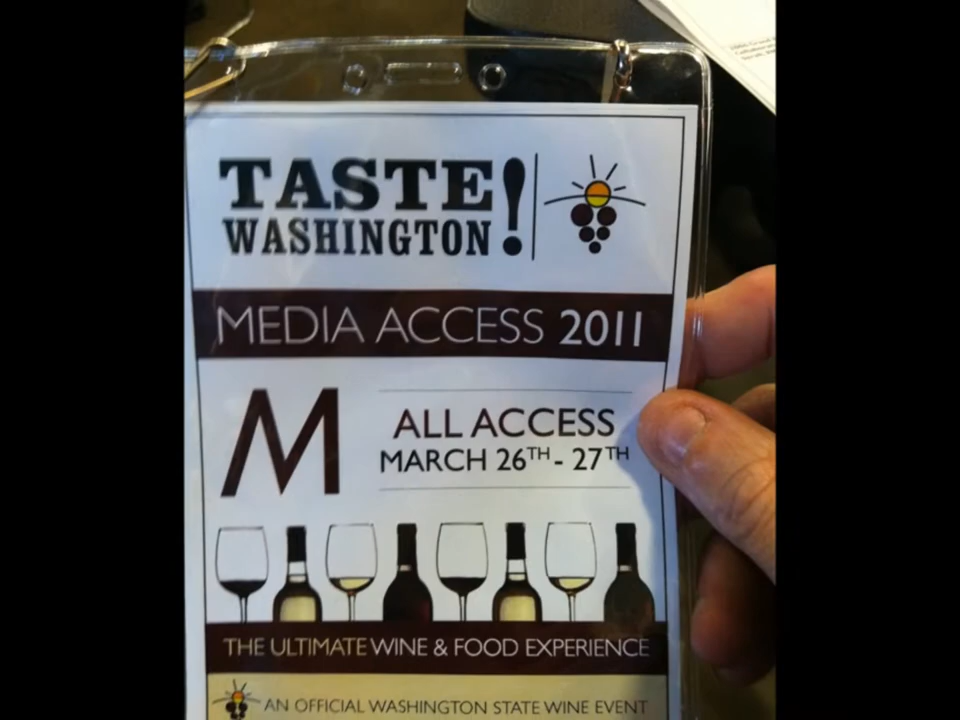 TASTE
WASHINGTON!
MEDIA ACCESS 2011
M
ALL ACCESS
MARCH 26TH - 27TH
THE ULTIMATE WINE & FOOD EXPERIENCE
AN OFFICIAL WASHINGTON STATE WINE EVENT